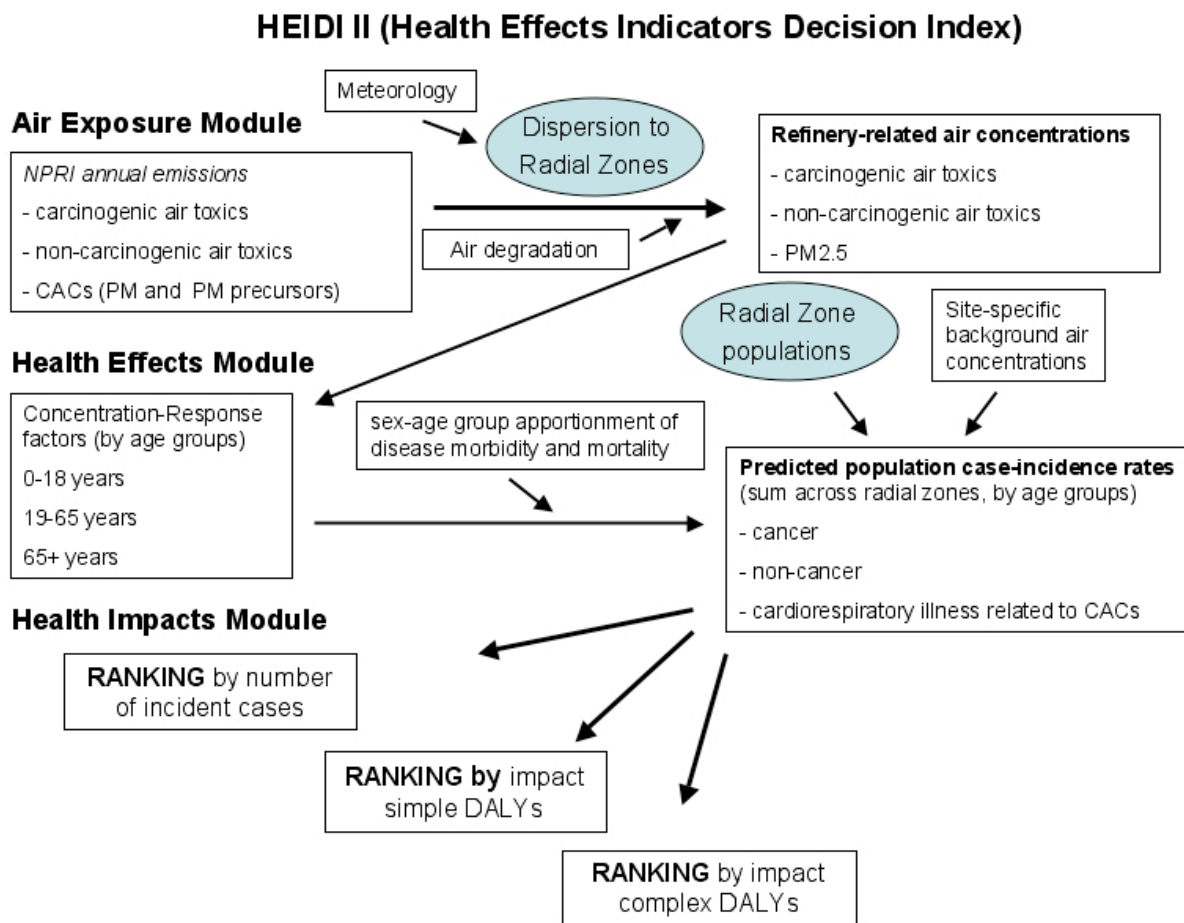 HEIDI II (Health Effects Indicators Decision Index)
Meteorology
Air Exposure Module
Dispersion to
Radial Zones
NPRI annual emissions
- carcinogenic air toxics
- non-carcinogenic air toxics
- CACs (PM and PM precursors)
Air degradation
Refinery-related air concentrations
- carcinogenic air toxics
- non-carcinogenic air toxics
- PM2.5
Radial Zone
populations
Site-specific
background air
concentrations
Health Effects Module
Concentration-Response
factors (by age groups)
0-18 years
19-65 years
65+ years
sex-age group apportionment of
disease morbidity and mortality
Predicted population case-incidence rates
(sum across radial zones, by age groups)
- cancer
- non-cancer
- cardiorespiratory illness related to CACs
Health Impacts Module
RANKING by number
of incident cases
RANKING by impact
simple DALYs
RANKING by impact
complex DALYs